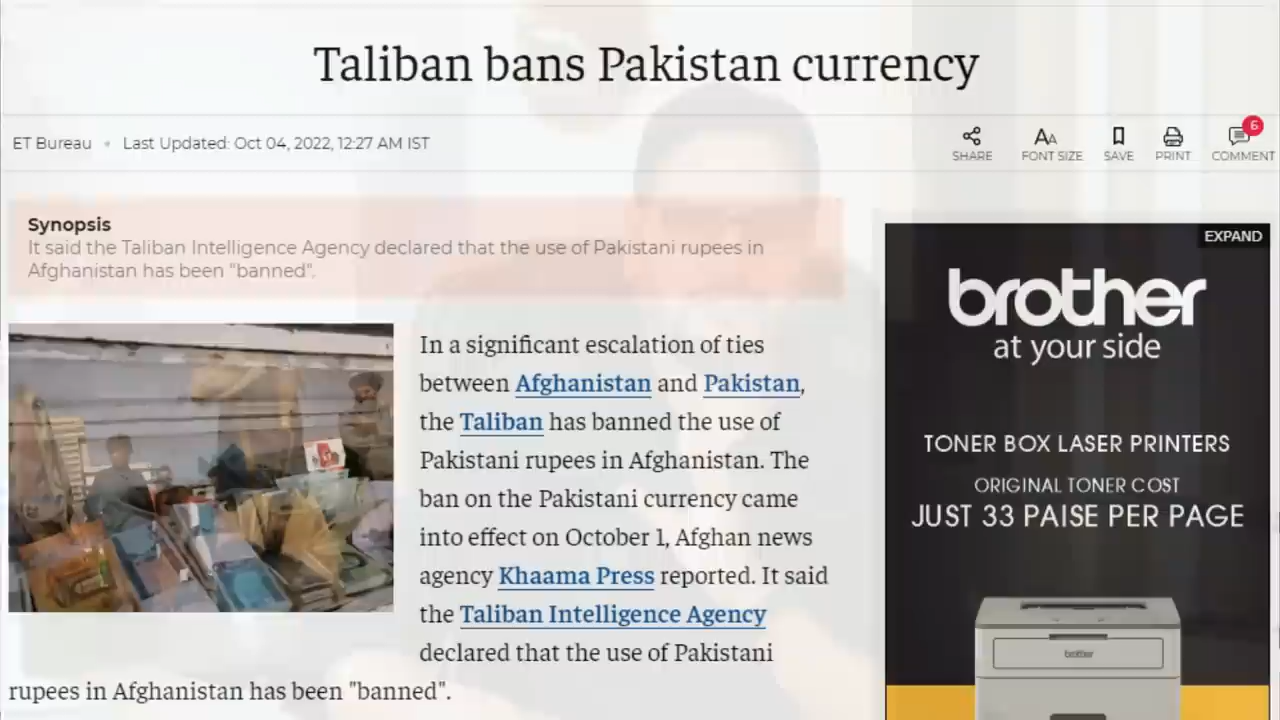 Taliban bans Pakistan currency
ET Bureau • Last Updated: Oct 04, 2022, 12:27 AM IST
SHARE
AA
FONT SIZE
SAVE
PRINT
6
COMMENT
Synopsis
It said the Taliban Intelligence Agency declared that the use of Pakistani rupees in
Afghanistan has been "banned".
In a significant escalation of ties
between Afghanistan and Pakistan,
the Taliban has banned the use of
Pakistani rupees in Afghanistan. The
ban on the Pakistani currency came
into effect on October 1, Afghan news
agency Khaama Press reported. It said
the Taliban Intelligence Agency
declared that the use of Pakistani
rupees in Afghanistan has been "banned".
EXPAND
brother
at your side
TONER BOX LASER PRINTERS
ORIGINAL TONER COST
JUST 33 PAISE PER PAGE
brother